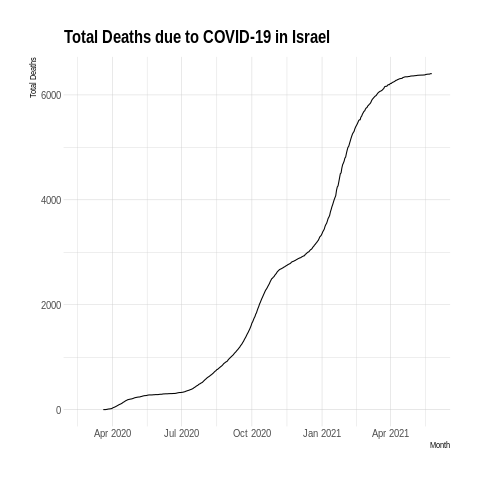 Total Deaths due to COVID-19 in Israel
Total Deaths
6000
4000
2000
0
Apr 2020 Jul 2020 Oct 2020 Jan 2021 Apr 2021
Month